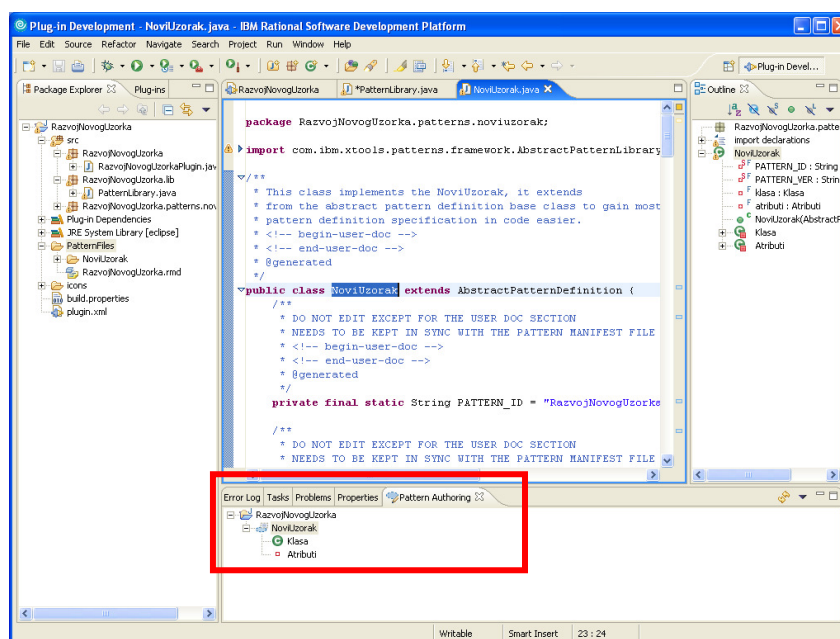 Plug-in Development - NoviUzorak.java - IBM Rational Software Development Platform
File Edit Source Refactor Navigate Search Project Run Window Help
Plug-in Devel...
Package Explorer Plug-ins
RazvojNovogUzorka
src
RazvojNovogUzorka
RazvojNovogUzorkaPlugin.jav
RazvojNovogUzorka.lib
PatternLibrary.java
RazvojNovogUzorka.patterns.nov
Plug-in Dependencies
JRE System Library [eclipse]
PatternFiles
NoviUzorak
RazvojNovogUzorka.rmd
icons
build.properties
plugin.xml
RazvojNovogUzorka *PatternLibrary.java NoviUzorak.java
package RazvojNovogUzorka.patterns.noviuzorak;
import com.ibm.xtools.patterns.framework.AbstractPatternLibrary
/**
* This class implements the NoviUzorak, it extends
* from the abstract pattern definition base class to gain most
* pattern definition specification in code easier.
* <!-- begin-user-doc -->
* <!-- end-user-doc -->
* @generated
*/
public class NoviUzorak extends AbstractPatternDefinition {
/**
* DO NOT EDIT EXCEPT FOR THE USER DOC SECTION
* NEEDS TO BE KEPT IN SYNC WITH THE PATTERN MANIFEST FILE
* <!-- begin-user-doc -->
* <!-- end-user-doc -->
* @generated
*/
private final static String PATTERN_ID = "RazvojNovogUzorka
/**
* DO NOT EDIT EXCEPT FOR THE USER DOC SECTION
* NEEDS TO BE KEPT IN SYNC WITH THE PATTERN MANIFEST FILE
Outline
RazvojNovogUzorka.patte
import declarations
NoviUzorak
PATTERN_ID : String
PATTERN_VER : Strin
klasa : Klasa
atributi : Atributi
NoviUzorak(AbstractP
Klasa
Atributi
Error Log Tasks Problems Properties Pattern Authoring
RazvojNovogUzorka
NoviUzorak
Klasa
Atributi
Writable Smart Insert 23 : 24